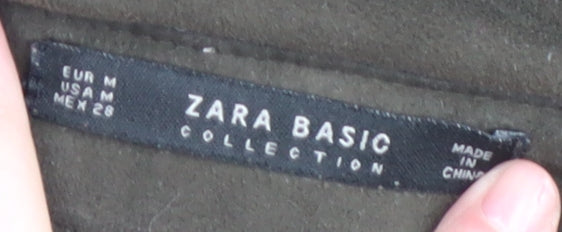 EUR M
USA M
MEX 28
ZARA BASIC
COLLECTION
MADE
IN
CHINA